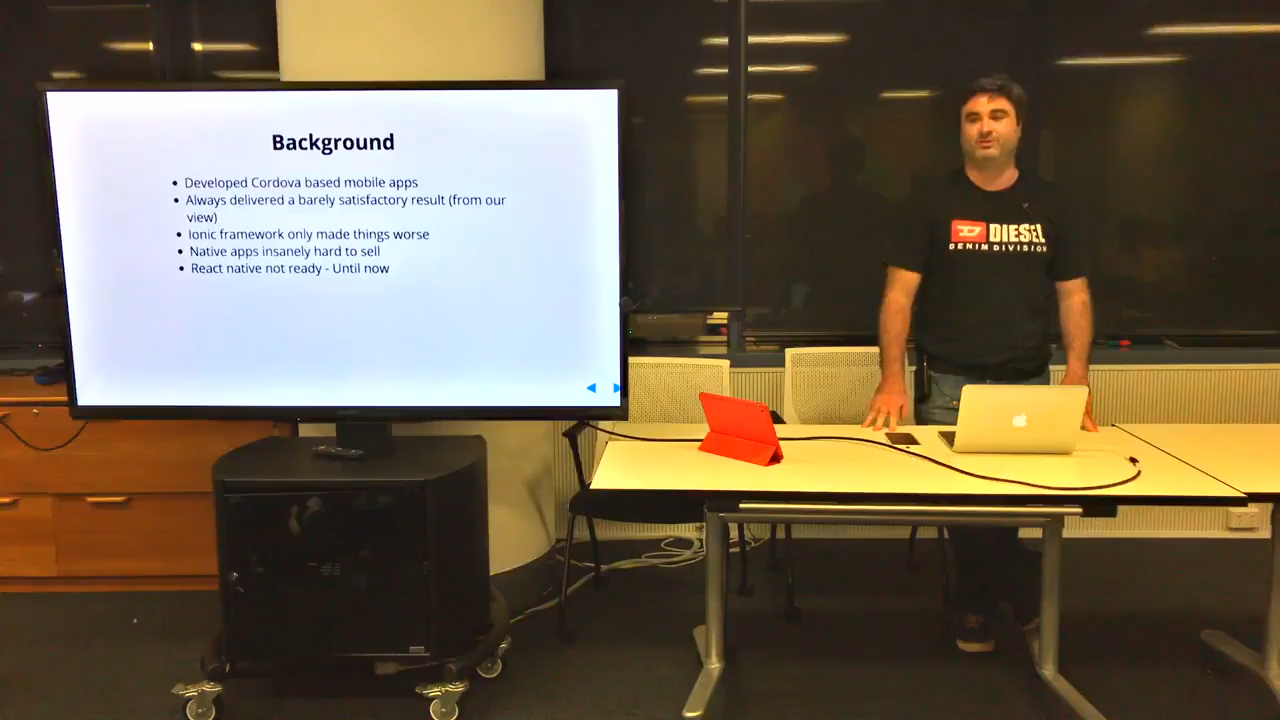 Background
Developed Cordova based mobile apps
Always delivered a barely satisfactory result (from our
view)
Ionic framework only made things worse
Native apps insanely hard to sell
React native not ready - Until now
DIESEL
DENIM DIVISION